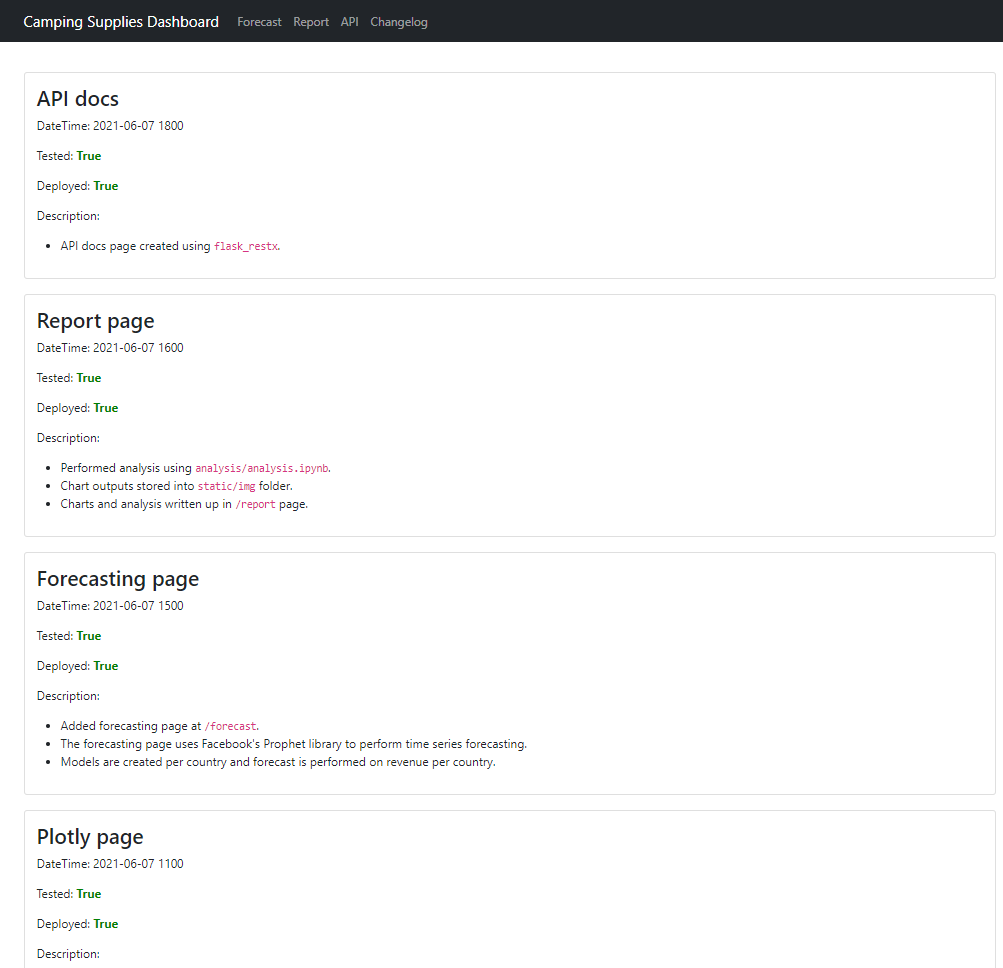 Camping Supplies Dashboard Forecast Report API Changelog
API docs
DateTime: 2021-06-07 1800
Tested: True
Deployed: True
Description:
• API docs page created using flask_restx.
Report page
DateTime: 2021-06-07 1600
Tested: True
Deployed: True
Description:
• Performed analysis using analysis/analysis.ipynb.
• Chart outputs stored into static/img folder.
• Charts and analysis written up in /report page.
Forecasting page
DateTime: 2021-06-07 1500
Tested: True
Deployed: True
Description:
• Added forecasting page at /forecast.
• The forecasting page uses Facebook's Prophet library to perform time series forecasting.
• Models are created per country and forecast is performed on revenue per country.
Plotly page
DateTime: 2021-06-07 1100
Tested: True
Deployed: True
Description: